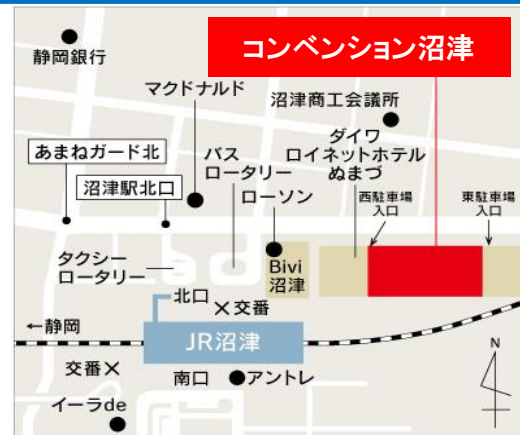 コンベンション沼津
静岡銀行
マクドナルド
沼津商工会議所
あまねガード北
バス
ロータリー
ダイワ
ロイネットホテル
ぬまづ
沼津駅北口
ローソン
西駐車場
入口
東駐車場
入口
タクシー
ロータリー
Bivi
沼津
北口
×交番
←静岡
JR沼津
N
交番×
南口
アントレ
イーラde